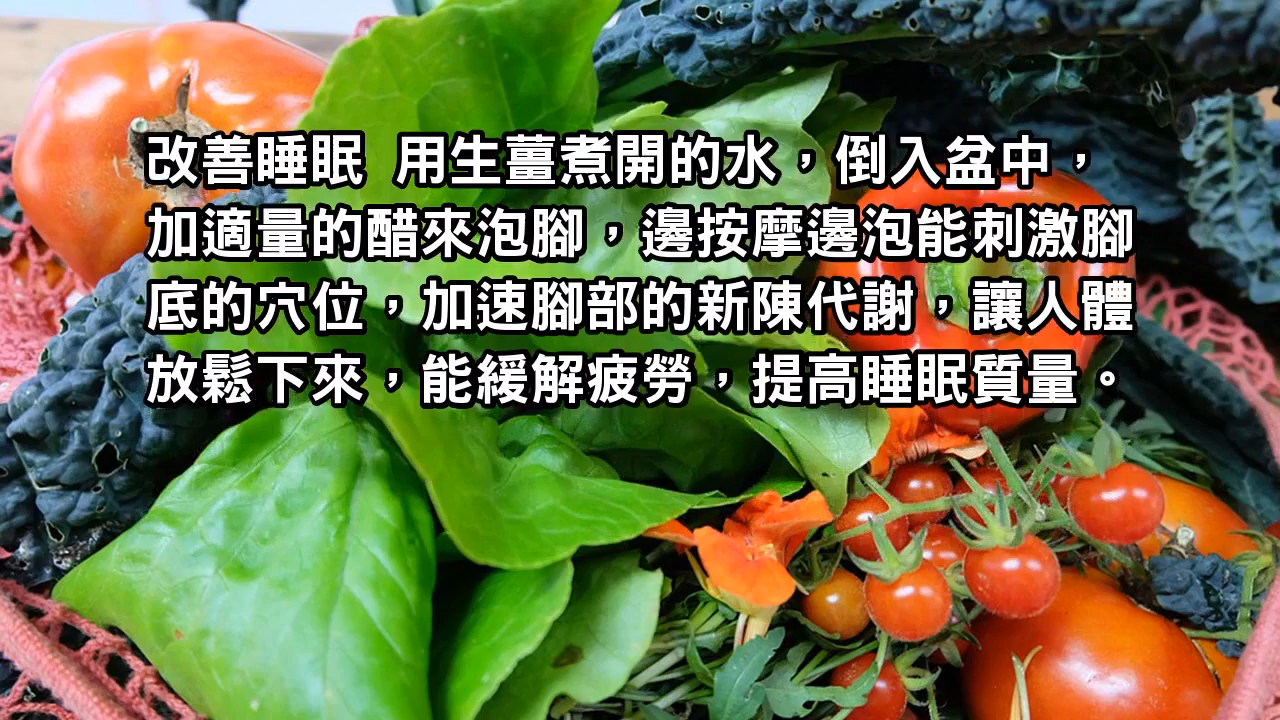 改善睡眠 用生薑煮開的水，倒入盆中，
加適量的醋來泡腳，邊按摩邊泡能刺激腳
底的穴位，加速腳部的新陳代謝，讓人體
放鬆下來，能緩解疲勞，提高睡眠質量。